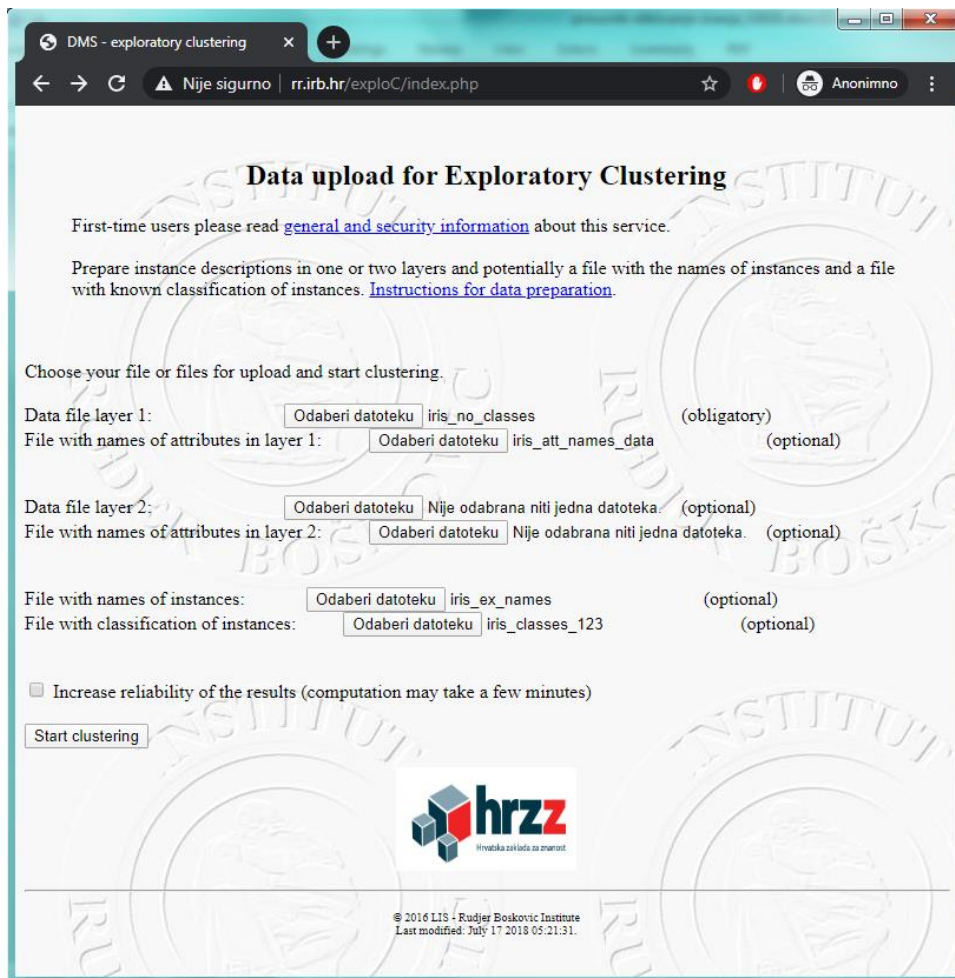 DMS - exploratory clustering
Nije sigurno | rr.irb.hr/exploC/index.php
Anonimno
Data upload for Exploratory Clustering
First-time users please read general and security information about this service.
Prepare instance descriptions in one or two layers and potentially a file with the names of instances and a file
with known classification of instances. Instructions for data preparation.
Choose your file or files for upload and start clustering.
Data file layer 1: Odaberi datoteku iris_no_classes (obligatory)
File with names of attributes in layer 1: Odaberi datoteku iris_att_names_data (optional)
Data file layer 2: Odaberi datoteku Nije odabrana niti jedna datoteka. (optional)
File with names of attributes in layer 2: Odaberi datoteku Nije odabrana niti jedna datoteka. (optional)
File with names of instances: Odaberi datoteku iris_ex_names (optional)
File with classification of instances: Odaberi datoteku iris_classes_123 (optional)
Increase reliability of the results (computation may take a few minutes)
Start clustering
hrzz
Hrvatska zaklada za znanost
© 2016 LIS - Rudjer Boskovic Institute
Last modified: July 17 2018 05:21:31.